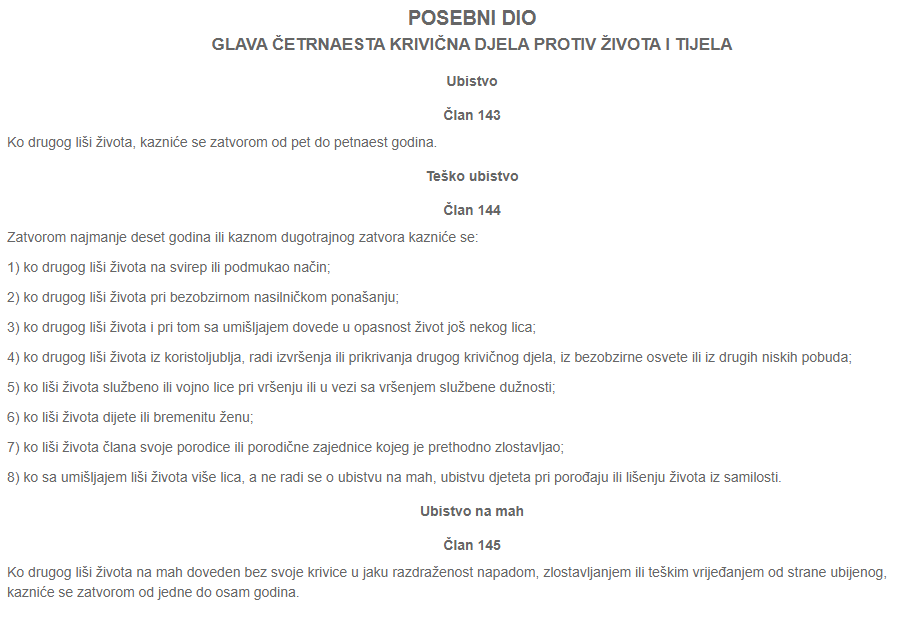 POSEBNI DIO
GLAVA ČETRNAESTA KRIVIČNA DJELA PROTIV ŽIVOTA I TIJELA
Ubistvo
Član 143
Ko drugog liši života, kazniće se zatvorom od pet do petnaest godina.
Teško ubistvo
Član 144
Zatvorom najmanje deset godina ili kaznom dugotrajnog zatvora kazniće se:
1) ko drugog liši života na svirep ili podmukao način;
2) ko drugog liši života pri bezobzirnom nasilničkom ponašanju;
3) ko drugog liši života i pri tom sa umišljajem dovede u opasnost život još nekog lica;
4) ko drugog liši života iz koristoljublja, radi izvršenja ili prikrivanja drugog krivičnog djela, iz bezobzirne osvete ili iz drugih niskih pobuda;
5) ko liši života službeno ili vojno lice pri vršenju ili u vezi sa vršenjem službene dužnosti;
6) ko liši života dijete ili bremenitu ženu;
7) ko liši života člana svoje porodice ili porodične zajednice kojeg je prethodno zlostavljao;
8) ko sa umišljajem liši života više lica, a ne radi se o ubistvu na mah, ubistvu djeteta pri porođaju ili lišenju života iz samilosti.
Ubistvo na mah
Član 145
Ko drugog liši života na mah doveden bez svoje krivice u jaku razdraženost napadom, zlostavljanjem ili teškim vrijeđanjem od strane ubijenog,
kazniće se zatvorom od jedne do osam godina.